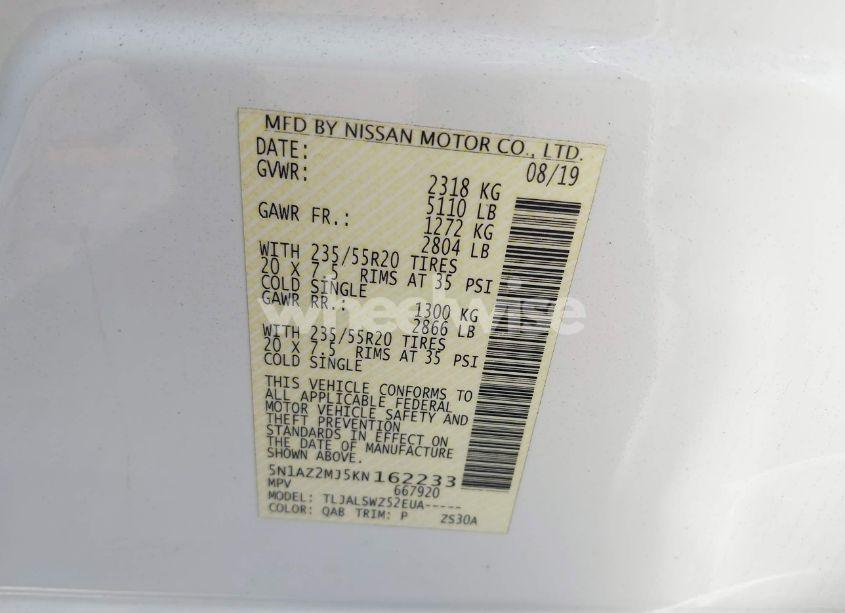 MFD BY NISSAN MOTOR CO., LTD.
DATE: 08/19
GVWR: 2318 KG
5110 LB
GAWR FR.: 1272 KG
2804 LB
WITH 235/55R20 TIRES
20 X 7.5 RIMS AT 35 PSI
COLD SINGLE
GAWR RR.: 1300 KG
2866 LB
WITH 235/55R20 TIRES
20 X 7.5 RIMS AT 35 PSI
COLD SINGLE
THIS VEHICLE CONFORMS TO
ALL APPLICABLE FEDERAL
MOTOR VEHICLE SAFETY AND
THEFT PREVENTION
STANDARDS IN EFFECT ON
THE DATE OF MANUFACTURE
SHOWN ABOVE.
5N1AZ2MJ5KN162233
MPV 667920
MODEL: TLJALSWZ52EUA-----
COLOR: QAB TRIM: P ZS30A
wheelwise